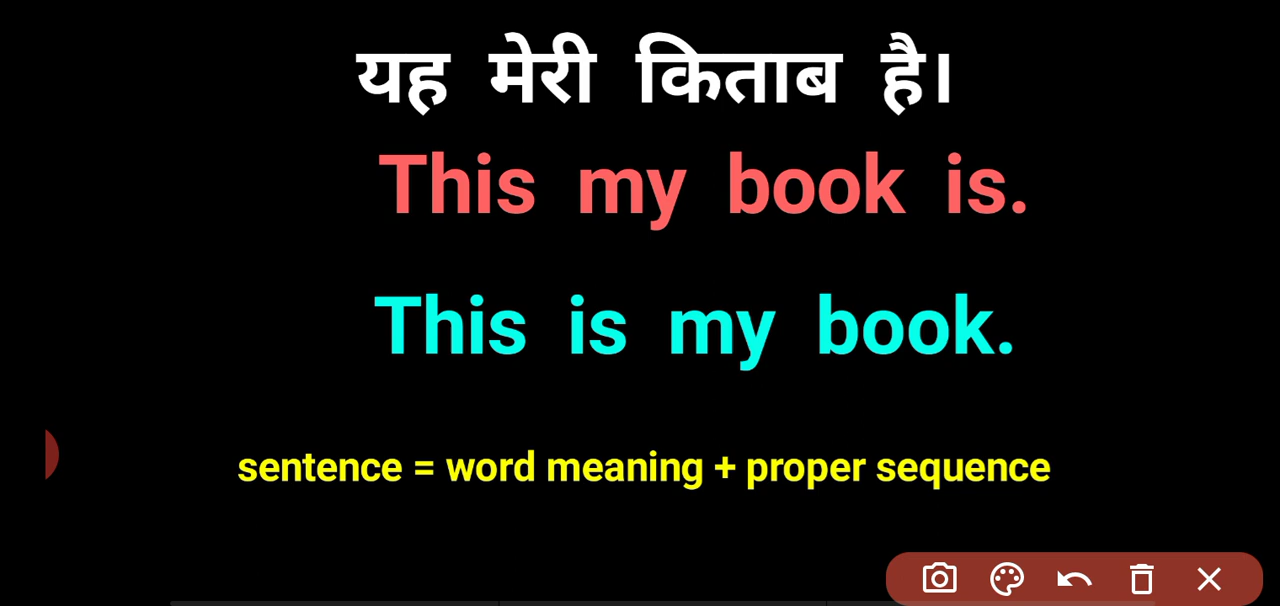 यह मेरी किताब है।
This my book is.
This is my book.
sentence = word meaning + proper sequence